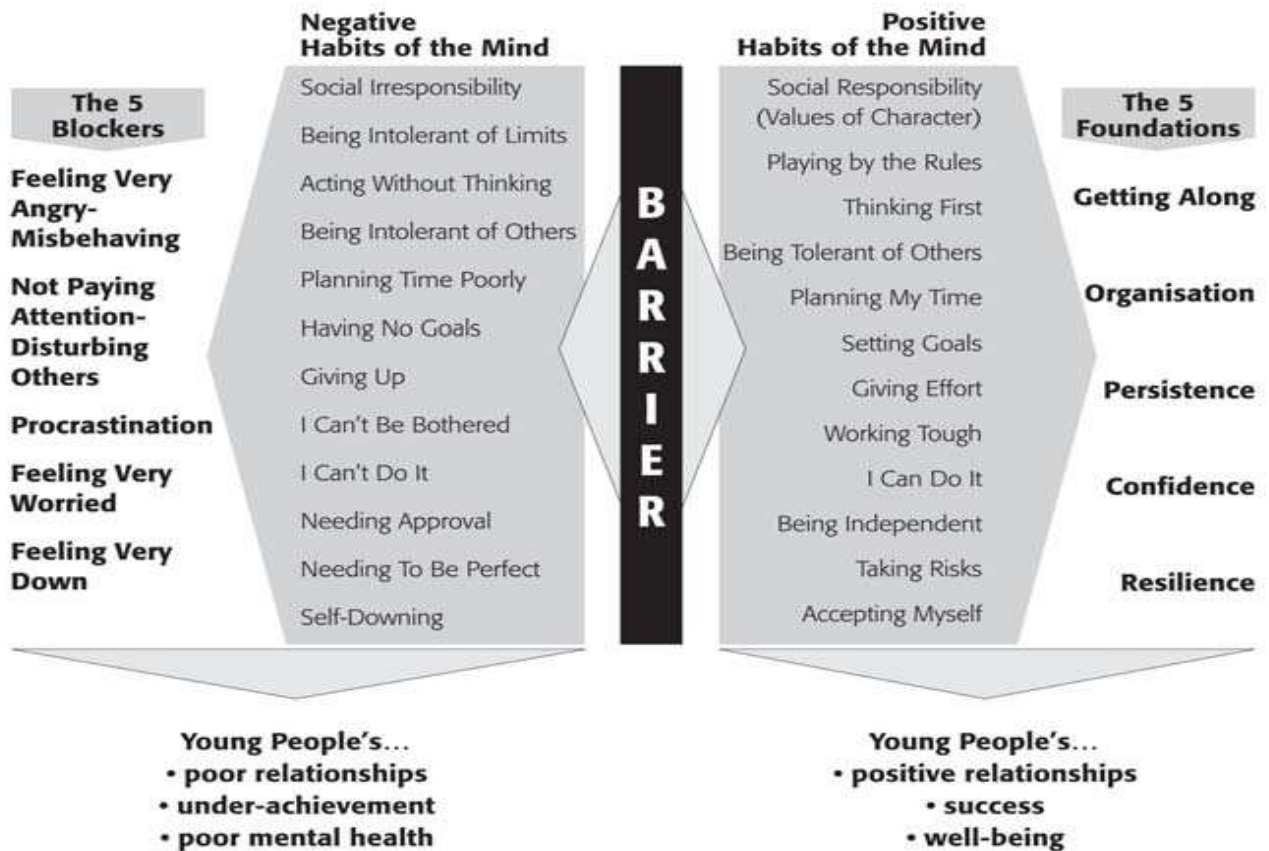 Negative
Habits of the Mind
Positive
Habits of the Mind
The 5
Blockers
Feeling Very
Angry-
Misbehaving
Not Paying
Attention-
Disturbing
Others
Procrastination
Feeling Very
Worried
Feeling Very
Down
Social Irresponsibility
Being Intolerant of Limits
Acting Without Thinking
Being Intolerant of Others
Planning Time Poorly
Having No Goals
Giving Up
I Can't Be Bothered
I Can't Do It
Needing Approval
Needing To Be Perfect
Self-Downing
BARRIER
Social Responsibility
(Values of Character)
Playing by the Rules
Thinking First
Being Tolerant of Others
Planning My Time
Setting Goals
Giving Effort
Working Tough
I Can Do It
Being Independent
Taking Risks
Accepting Myself
The 5
Foundations
Getting Along
Organisation
Persistence
Confidence
Resilience
Young People's...
• poor relationships
• under-achievement
• poor mental health
Young People's...
• positive relationships
• success
• well-being